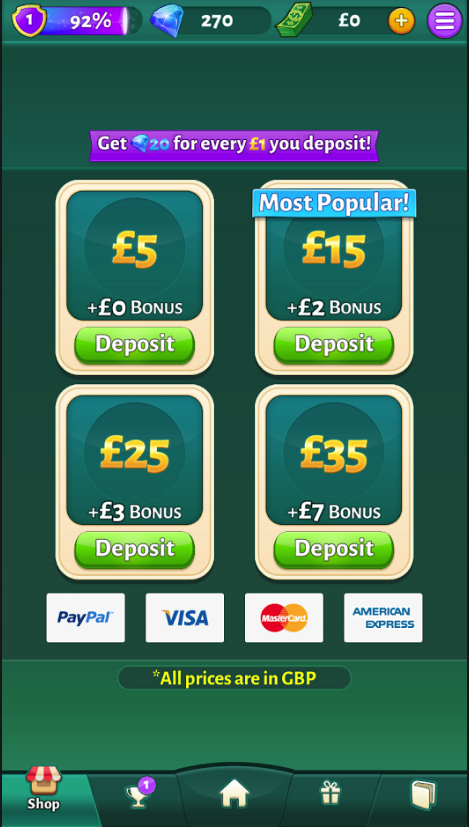 1 92% 270 £0
Get 20 for every £1 you deposit!
£5
+£0 BONUS
Deposit
Most Popular!
£15
+£2 BONUS
Deposit
£25
+£3 BONUS
Deposit
£35
+£7 BONUS
Deposit
PayPal VISA MasterCard AMERICAN EXPRESS
*All prices are in GBP
1
Shop